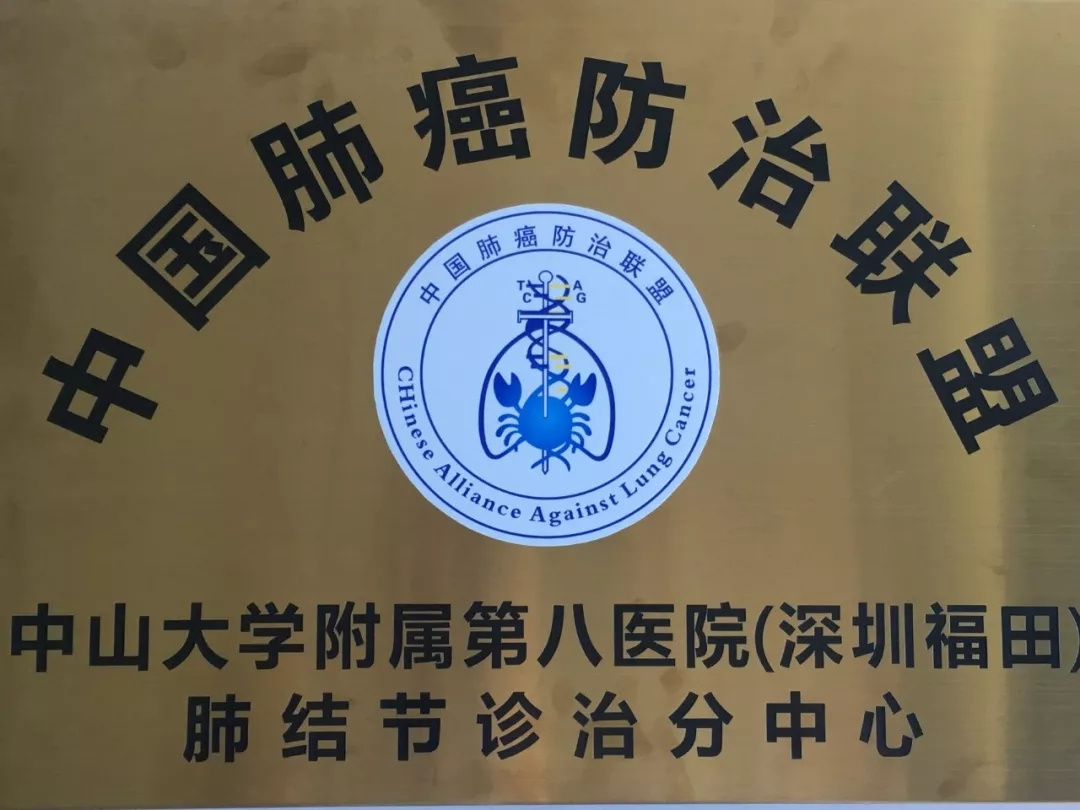 中国肺癌防治联盟
中国肺癌防治联盟
T A
C G
CHinese Alliance Against Lung Cancer
中山大学附属第八医院(深圳福田)
肺结节诊治分中心